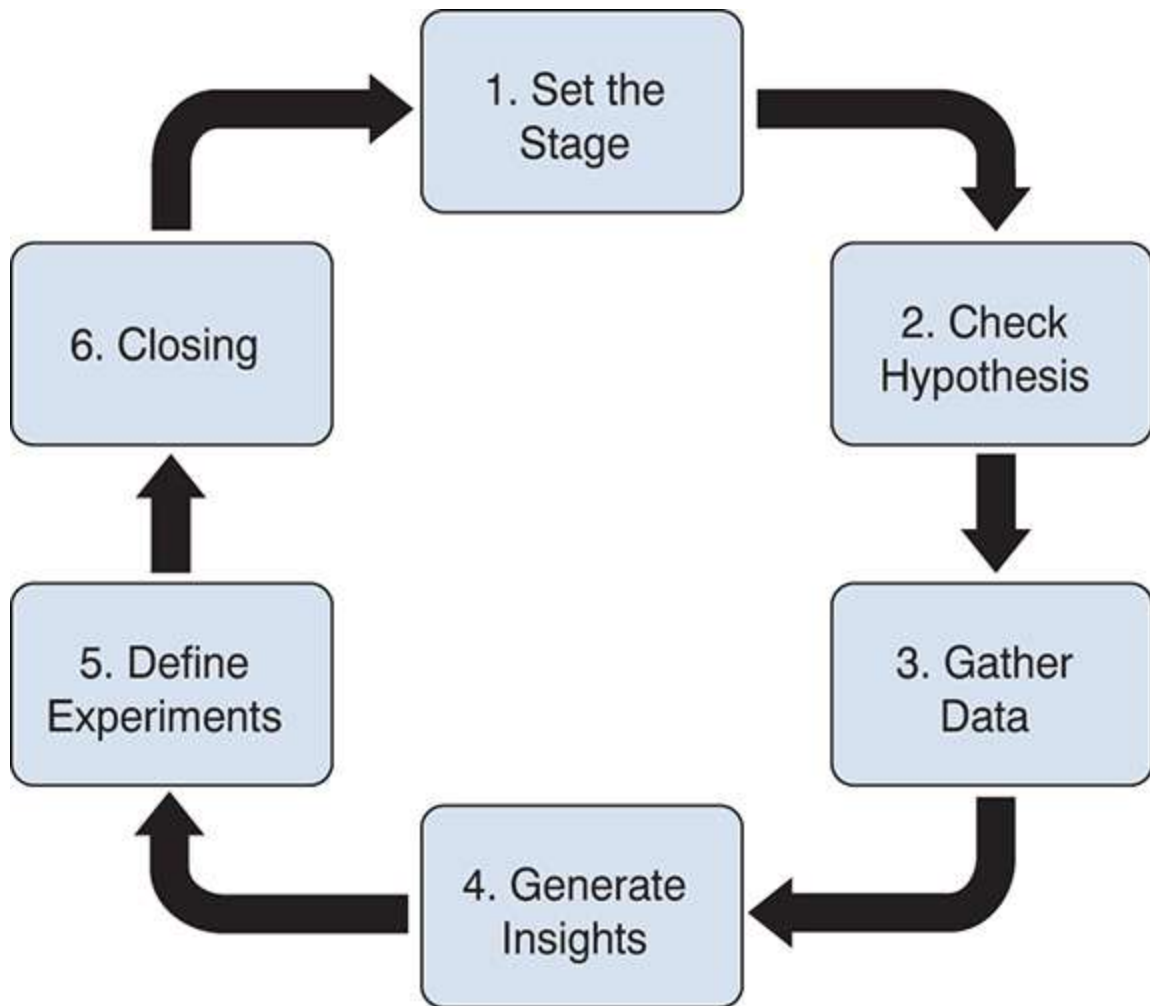 1. Set the
Stage
2. Check
Hypothesis
3. Gather
Data
4. Generate
Insights
5. Define
Experiments
6. Closing